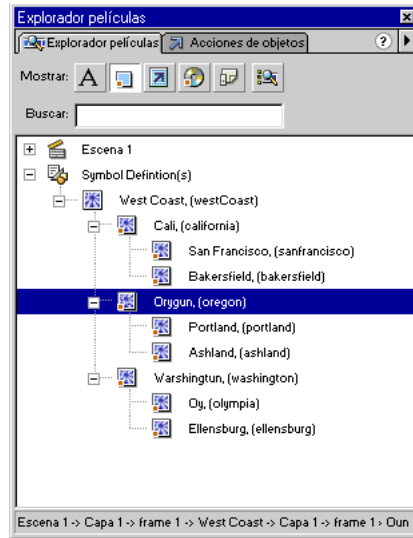 Explorador películas
Explorador películas Acciones de objetos ?
Mostrar: A
Buscar:
Escena 1
Symbol Defintion(s)
West Coast, (westCoast)
Cali, (california)
San Francisco, (sanfrancisco)
Bakersfield, (bakersfield)
Orygun, (oregon)
Portland, (portland)
Ashland, (ashland)
Warshingtun, (washington)
Oy, (olympia)
Ellensburg, (ellensburg)
Escena 1 -> Capa 1 -> frame 1 -> West Coast -> Capa 1 -> frame 1 > Oun